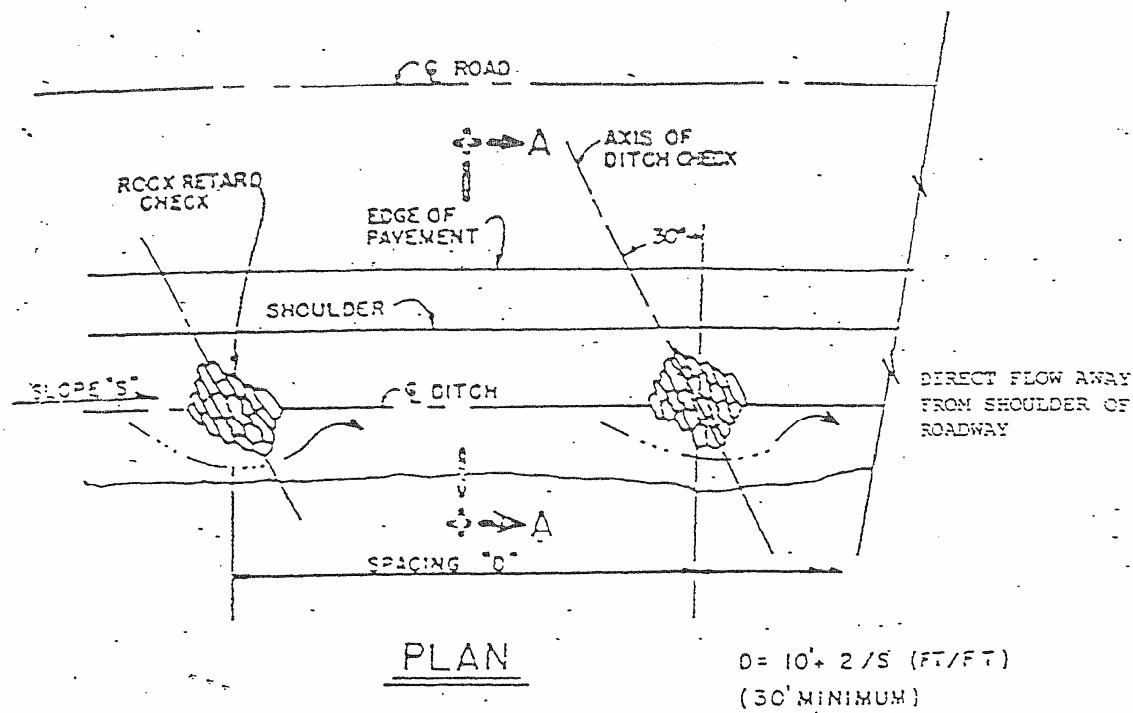 ℄ ROAD
A
AXIS OF
DITCH CHECK
ROCK RETARD
CHECK
EDGE OF
PAVEMENT
30°
SHOULDER
SLOPE "S"
℄ DITCH
DIRECT FLOW AWAY
FROM SHOULDER OF
ROADWAY
A
SPACING "D"
PLAN
D= 10'+ 2/S (FT/FT)
(30' MINIMUM)